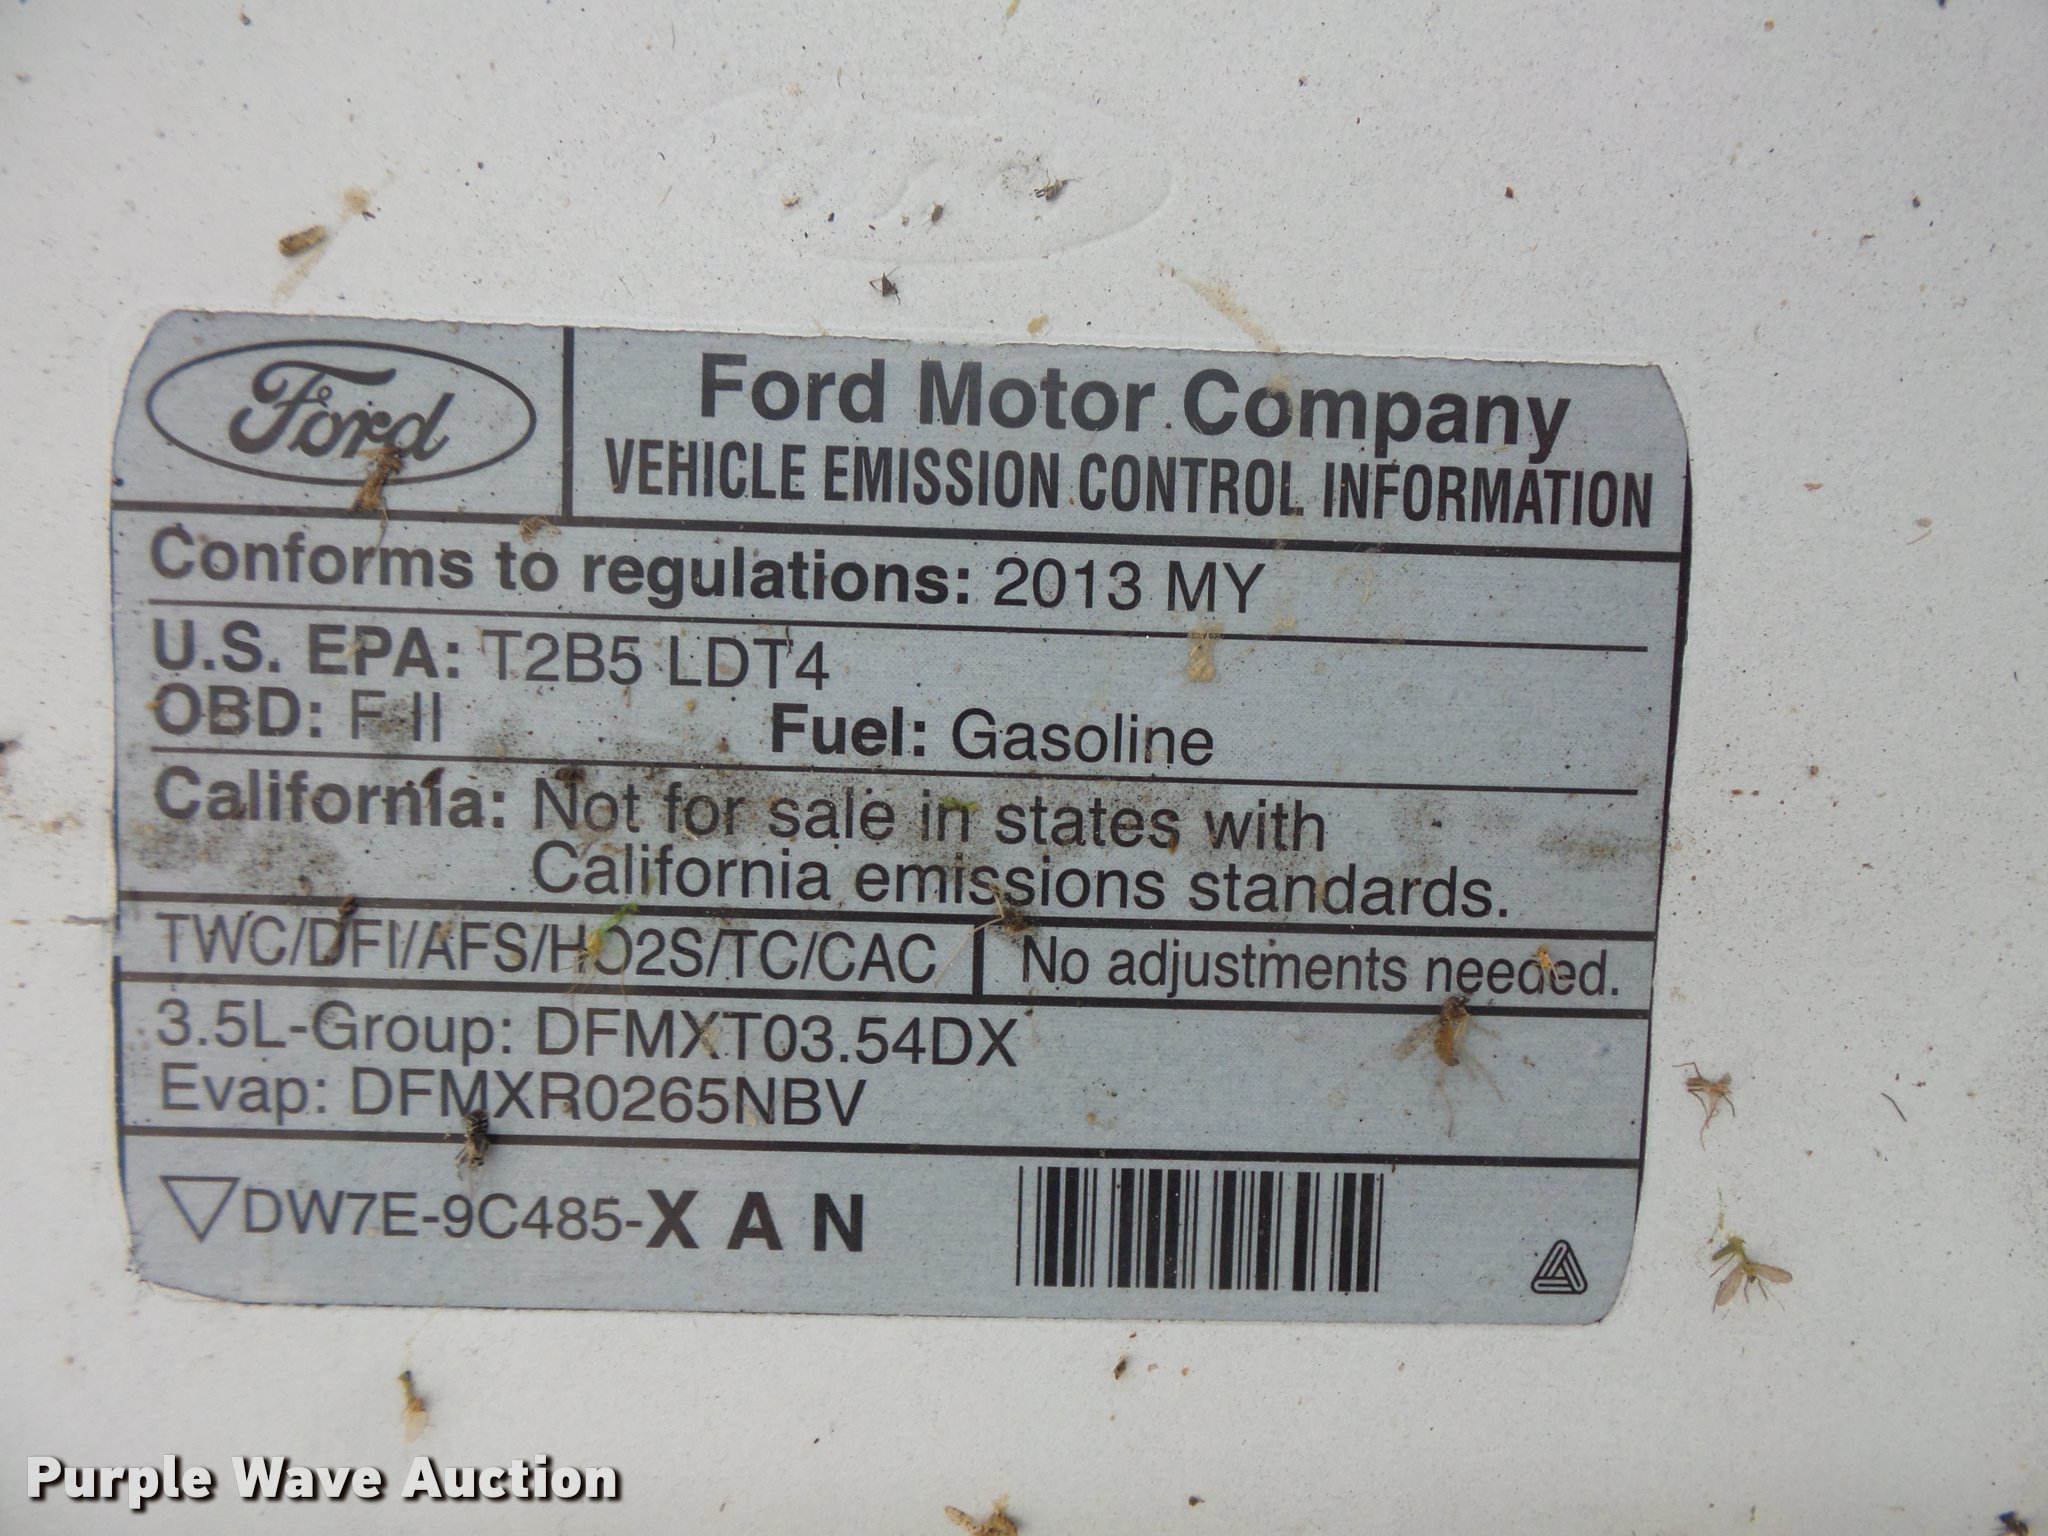 Ford
Ford Motor Company
VEHICLE EMISSION CONTROL INFORMATION
Conforms to regulations: 2013 MY
U.S. EPA: T2B5 LDT4
OBD: F II
Fuel: Gasoline
California: Not for sale in states with
California emissions standards.
TWC/DFI/AFS/HO2S/TC/CAC
No adjustments needed.
3.5L-Group: DFMXT03.54DX
Evap: DFMXR0265NBV
DW7E-9C485-X A N
Purple Wave Auction